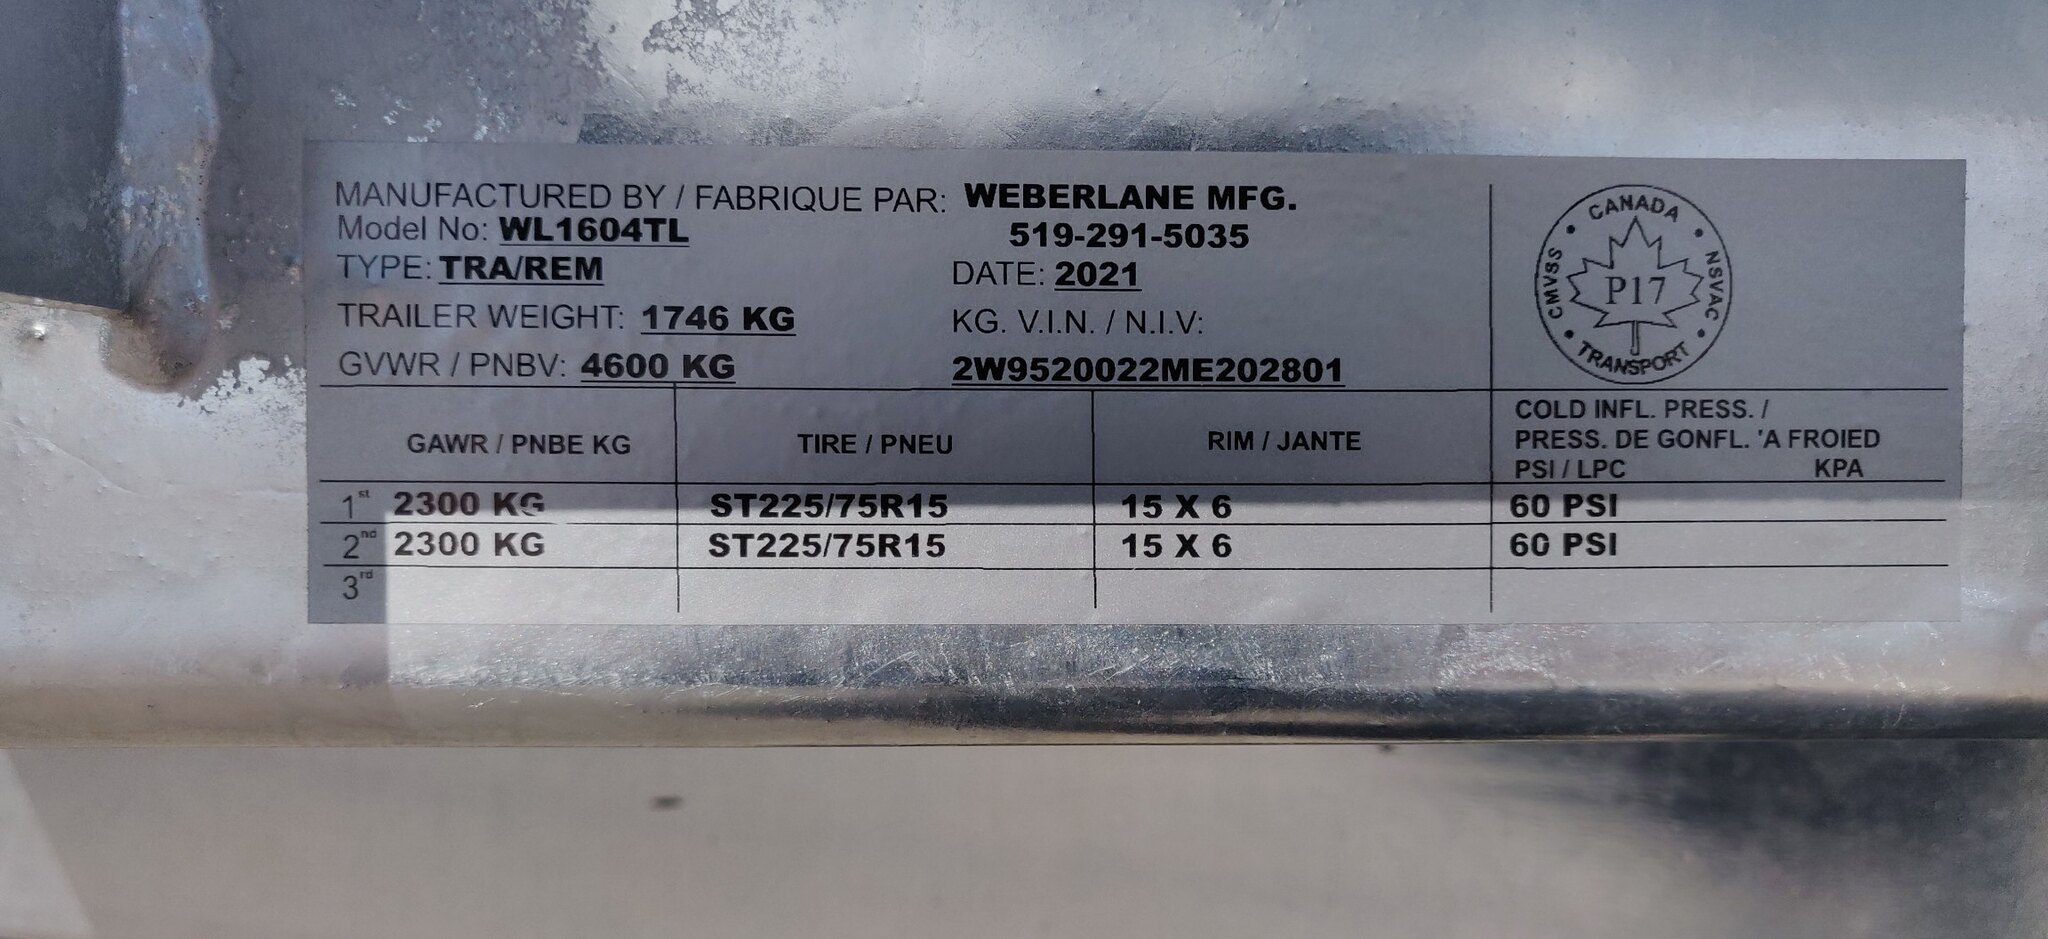 MANUFACTURED BY / FABRIQUE PAR: WEBERLANE MFG.
Model No: WL1604TL 519-291-5035
TYPE: TRA/REM DATE: 2021
TRAILER WEIGHT: 1746 KG KG. V.I.N. / N.I.V:
GVWR / PNBV: 4600 KG 2W9520022ME202801
CANADA
CMVSS P17 NSVAC
TRANSPORT
GAWR / PNBE KG TIRE / PNEU RIM / JANTE COLD INFL. PRESS. /
PRESS. DE GONFL. 'A FROIED
PSI / LPC KPA
1st 2300 KG ST225/75R15 15 X 6 60 PSI
2nd 2300 KG ST225/75R15 15 X 6 60 PSI
3rd